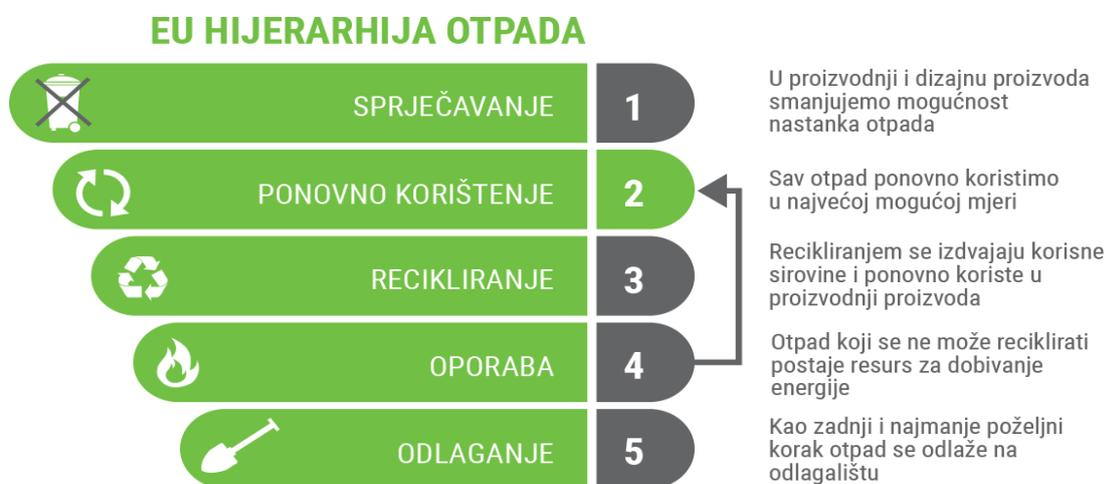 EU HIJERARHIJA OTPADA
SPRJEČAVANJE
1
U proizvodnji i dizajnu proizvoda
smanjujemo mogućnost
nastanka otpada
PONOVNO KORIŠTENJE
2
Sav otpad ponovno koristimo
u najvećoj mogućoj mjeri
RECIKLIRANJE
3
Recikliranjem se izdvajaju korisne
sirovine i ponovno koriste u
proizvodnji proizvoda
OPORABA
4
Otpad koji se ne može reciklirati
postaje resurs za dobivanje
energije
ODLAGANJE
5
Kao zadnji i najmanje poželjni
korak otpad se odlaže na
odlagalištu